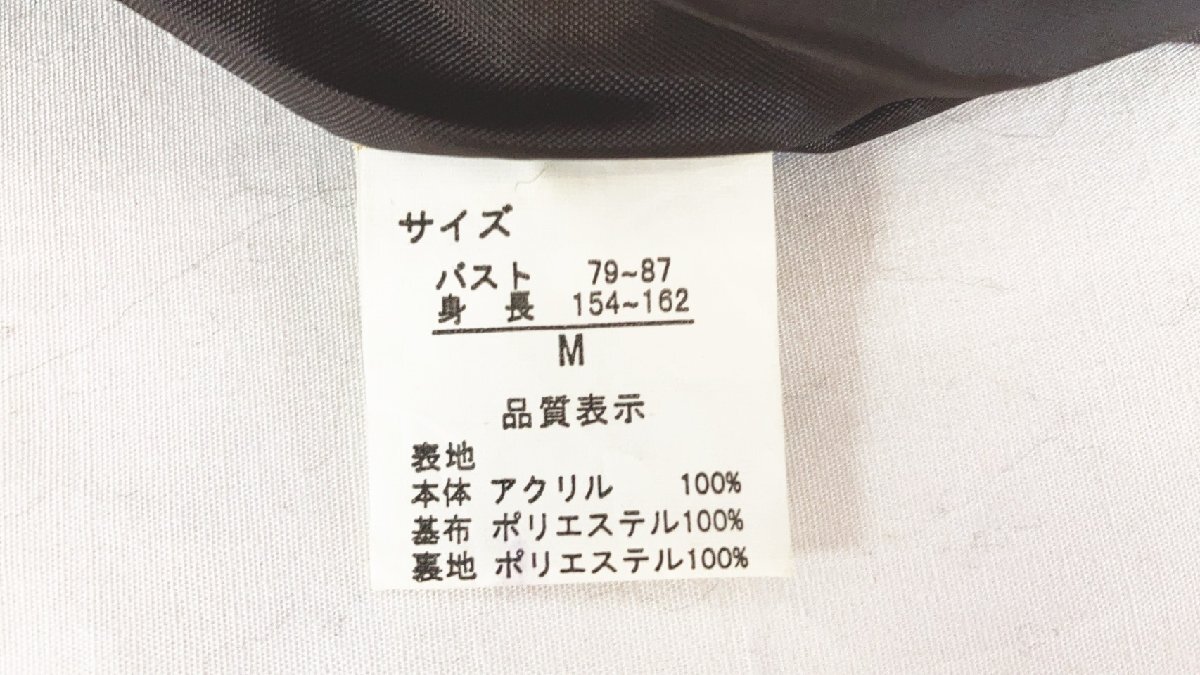 サイズ
バスト 79~87
身 長 154~162
M
品質表示
表地
本体 アクリル 100%
基布 ポリエステル100%
裏地 ポリエステル100%